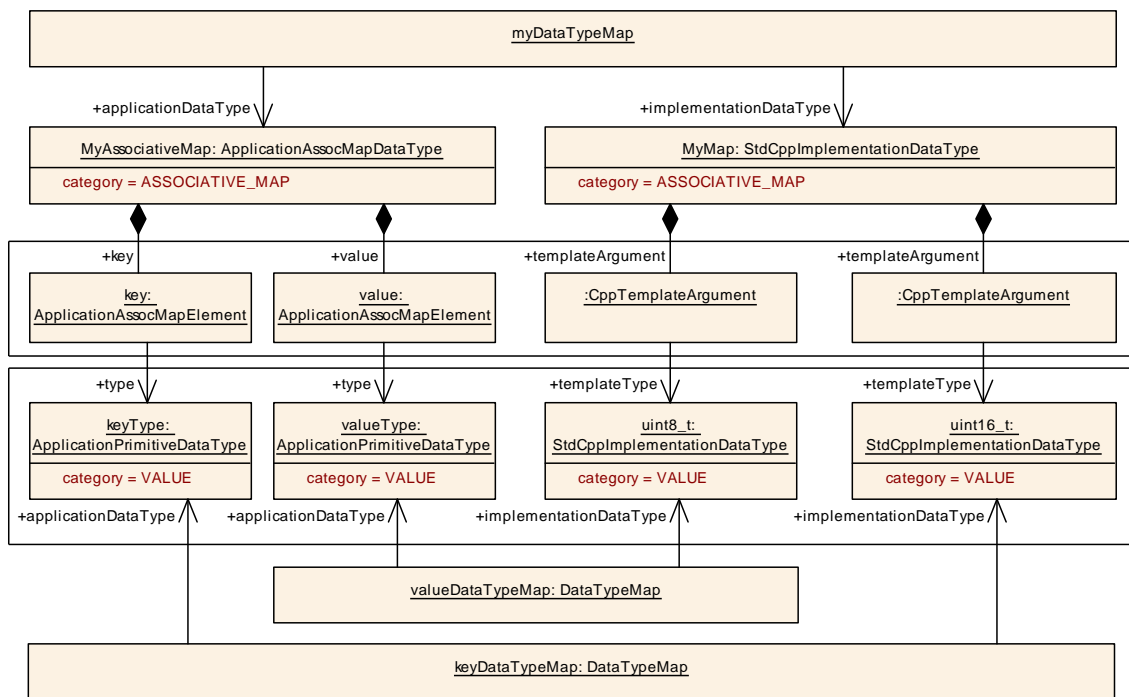 myDataTypeMap
+applicationDataType
+implementationDataType
MyAssociativeMap: ApplicationAssocMapDataType
MyMap: StdCppImplementationDataType
category = ASSOCIATIVE_MAP
category = ASSOCIATIVE_MAP
+key
+value
+templateArgument
+templateArgument
key:
ApplicationAssocMapElement
value:
ApplicationAssocMapElement
:CppTemplateArgument
:CppTemplateArgument
+type
+type
+templateType
+templateType
keyType:
ApplicationPrimitiveDataType
valueType:
ApplicationPrimitiveDataType
uint8_t:
StdCppImplementationDataType
uint16_t:
StdCppImplementationDataType
category = VALUE
category = VALUE
category = VALUE
category = VALUE
+applicationDataType
+applicationDataType
+implementationDataType
+implementationDataType
valueDataTypeMap: DataTypeMap
keyDataTypeMap: DataTypeMap